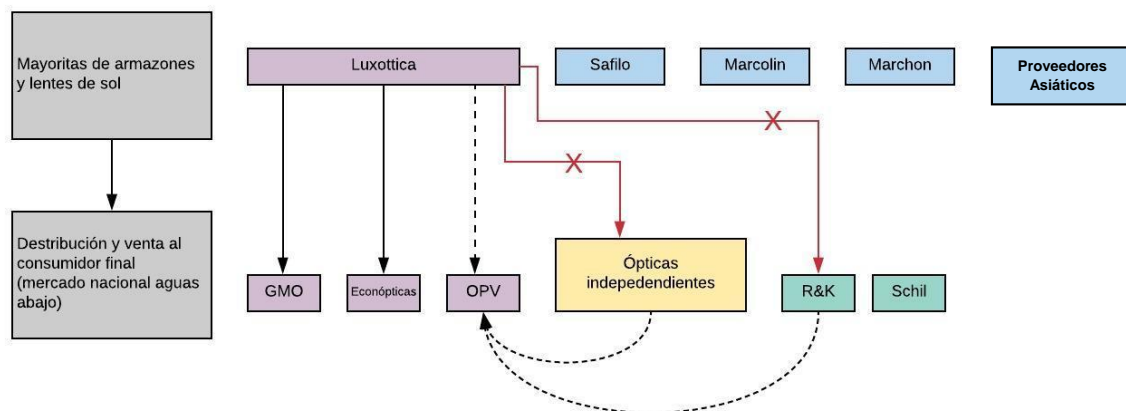 Mayoritas de armazones
y lentes de sol
Luxottica
Safilo
Marcolin
Marchon
Proveedores
Asiáticos
X
X
Destribución y venta al
consumidor final
(mercado nacional aguas
abajo)
GMO
Económicas
OPV
Ópticas
indepedendientes
R&K
Schil